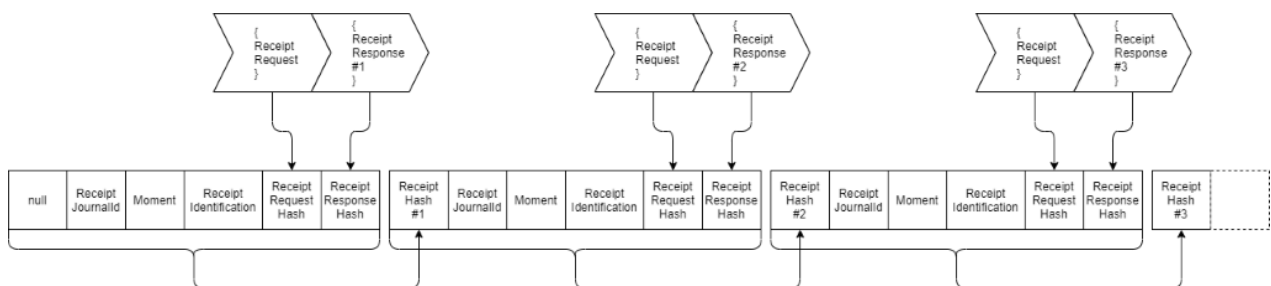 {
Receipt
Request
}
{
Receipt
Response
#1
}
{
Receipt
Request
}
{
Receipt
Response
#2
}
{
Receipt
Request
}
{
Receipt
Response
#3
}
null
Receipt
JournalId
Moment
Receipt
Identification
Receipt
Request
Hash
Receipt
Response
Hash
Receipt
Hash
#1
Receipt
JournalId
Moment
Receipt
Identification
Receipt
Request
Hash
Receipt
Response
Hash
Receipt
Hash
#2
Receipt
JournalId
Moment
Receipt
Identification
Receipt
Request
Hash
Receipt
Response
Hash
Receipt
Hash
#3